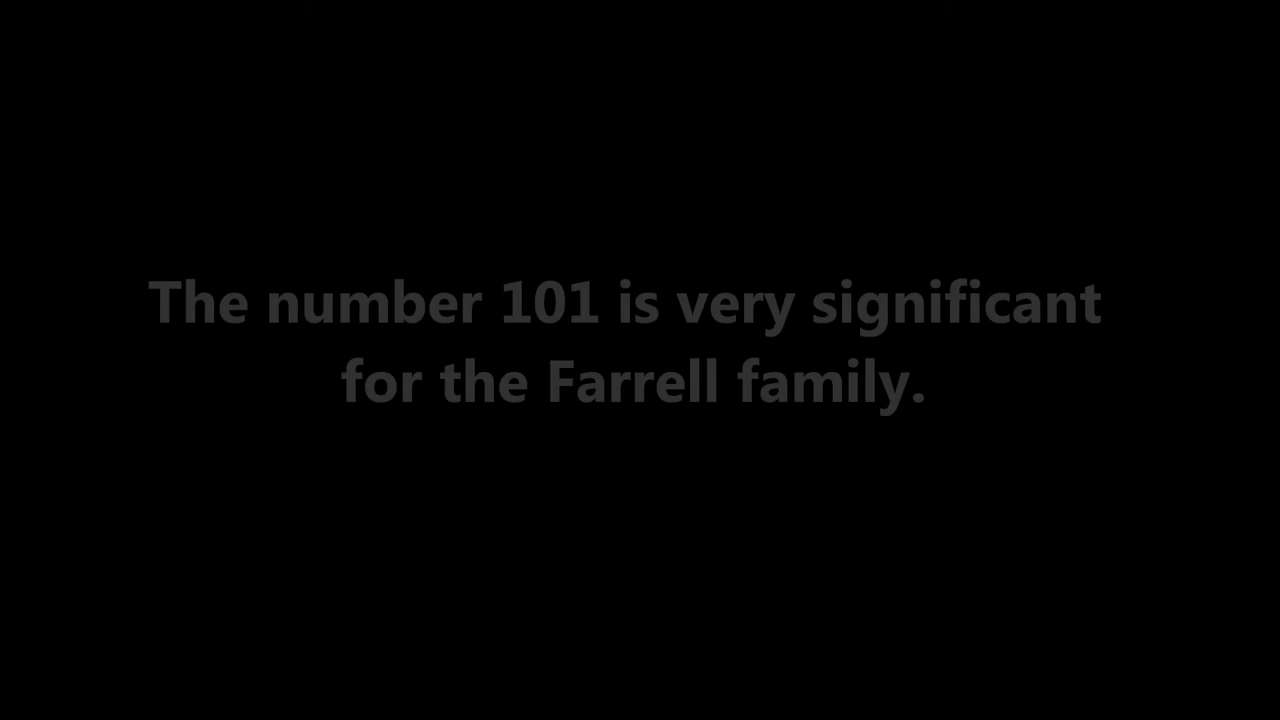 The number 101 is very significant
for the Farrell family.